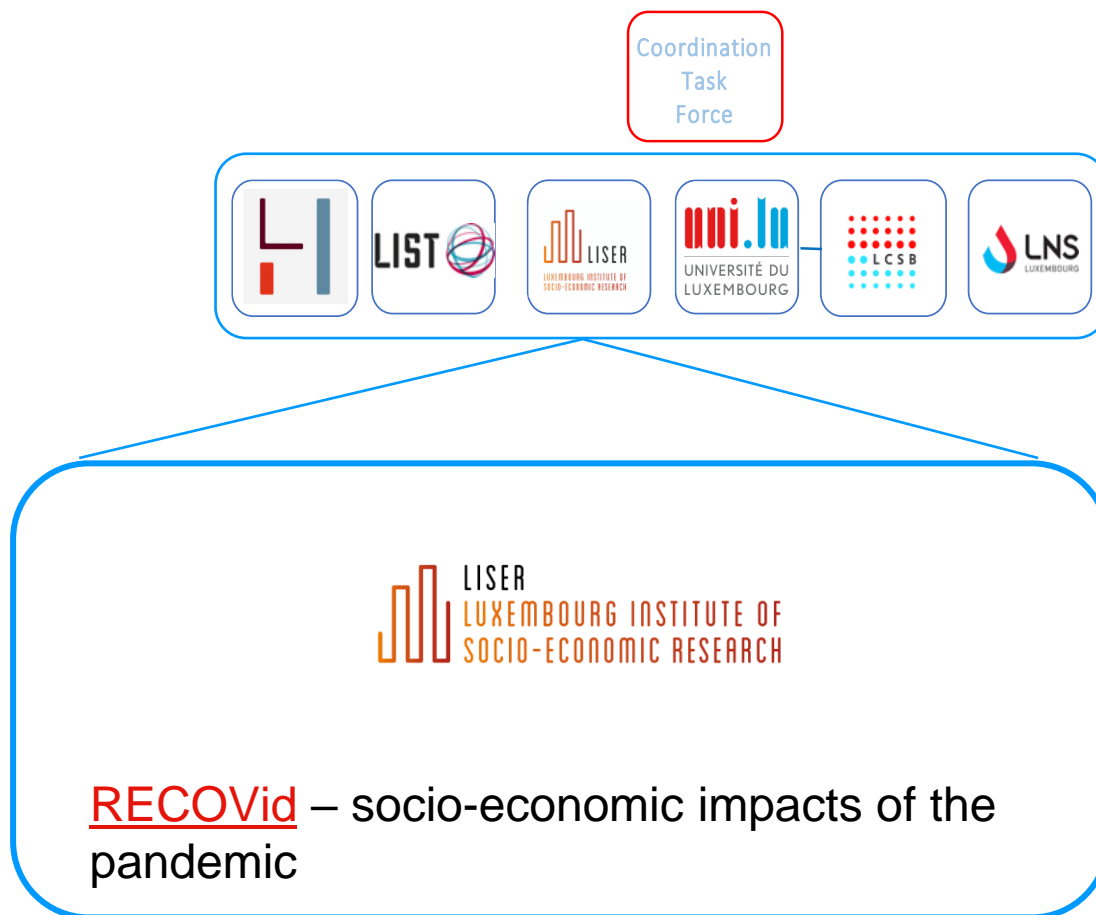 Coordination
Task
Force
LIST
LISER
LUXEMBOURG INSTITUTE OF
SOCIO-ECONOMIC RESEARCH
uni.lu
UNIVERSITÉ DU
LUXEMBOURG
LCSB
LNS
LUXEMBOURG
LISER
LUXEMBOURG INSTITUTE OF
SOCIO-ECONOMIC RESEARCH
RECOVid – socio-economic impacts of the
pandemic